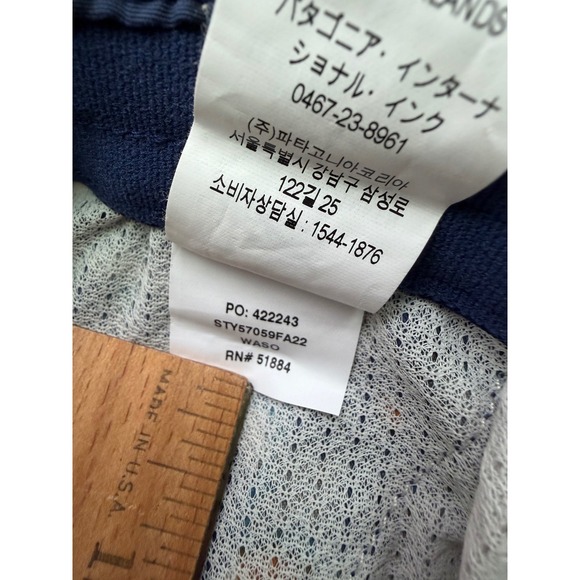 LANDS
パタゴニア・インターナ
ショナル・インク
0467-23-8961
(주)파타고니아코리아
서울특별시 강남구 삼성로
122길 25
소비자상담실 : 1544-1876
PO: 422243
STY57059FA22
WASO
RN# 51884
MADE IN U.S.A
1